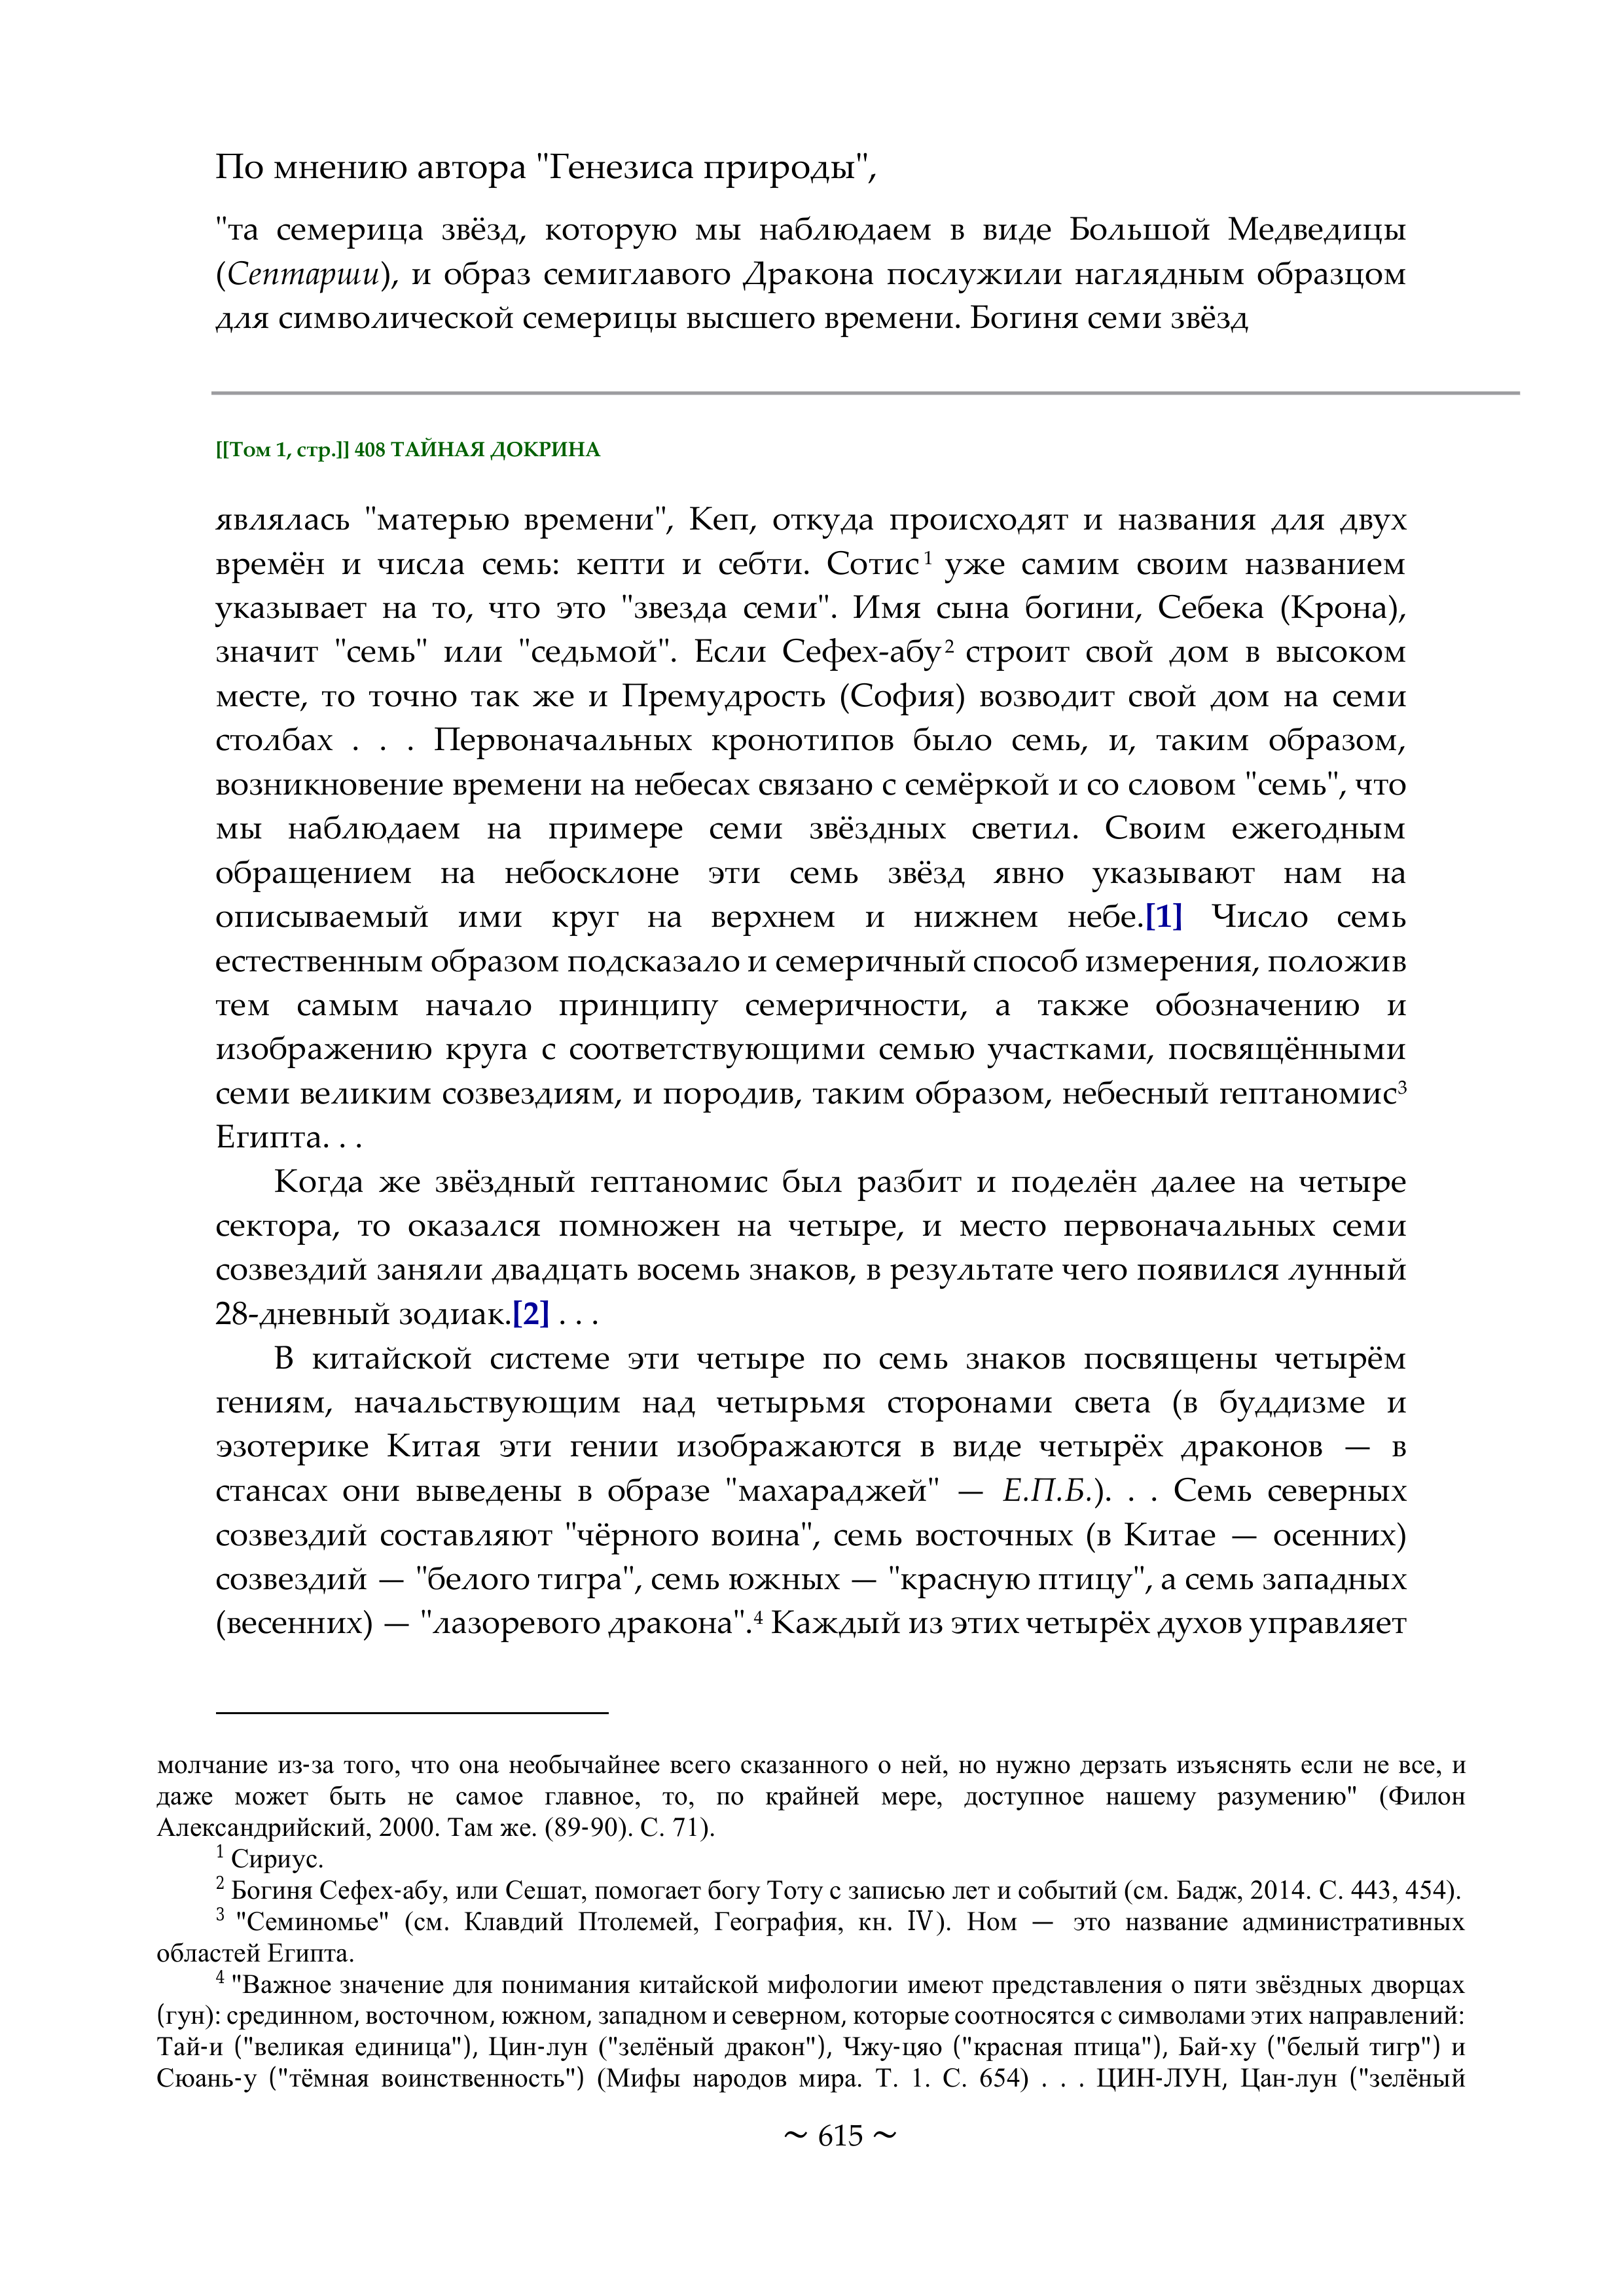 По мнению автора "Генезиса природы",
"та семерица звёзд, которую мы наблюдаем в виде Большой Медведицы
(Септарши), и образ семиглавого Дракона послужили наглядным образцом
для символической семерицы высшего времени. Богиня семи звёзд
[[Том 1, стр.]] 408 ТАЙНАЯ ДОКРИНА
являлась "матерью времени", Кеп, откуда происходят и названия для двух
времён и числа семь: кепти и себти. Сотис1 уже самим своим названием
указывает на то, что это "звезда семи". Имя сына богини, Себека (Крона),
значит "семь" или "седьмой". Если Сефех-абу2 строит свой дом в высоком
месте, то точно так же и Премудрость (София) возводит свой дом на семи
столбах . . . Первоначальных кронотипов было семь, и, таким образом,
возникновение времени на небесах связано с семёркой и со словом "семь", что
мы наблюдаем на примере семи звёздных светил. Своим ежегодным
обращением на небосклоне эти семь звёзд явно указывают нам на
описываемый ими круг на верхнем и нижнем небе.[1] Число семь
естественным образом подсказало и семеричный способ измерения, положив
тем самым начало принципу семеричности, а также обозначению и
изображению круга с соответствующими семью участками, посвящёнными
семи великим созвездиям, и породив, таким образом, небесный гептаномис3
Египта. . .
Когда же звёздный гептаномис был разбит и поделён далее на четыре
сектора, то оказался помножен на четыре, и место первоначальных семи
созвездий заняли двадцать восемь знаков, в результате чего появился лунный
28-дневный зодиак.[2] . . .
В китайской системе эти четыре по семь знаков посвящены четырём
гениям, начальствующим над четырьмя сторонами света (в буддизме и
эзотерике Китая эти гении изображаются в виде четырёх драконов — в
стансах они выведены в образе "махараджей" — Е.П.Б.). . . Семь северных
созвездий составляют "чёрного воина", семь восточных (в Китае — осенних)
созвездий — "белого тигра", семь южных — "красную птицу", а семь западных
(весенних) — "лазоревого дракона".4 Каждый из этих четырёх духов управляет
молчание из-за того, что она необычайнее всего сказанного о ней, но нужно дерзать изъяснять если не все, и
даже может быть не самое главное, то, по крайней мере, доступное нашему разумению" (Филон
Александрийский, 2000. Там же. (89-90). С. 71).
1 Сириус.
2 Богиня Сефех-абу, или Сешат, помогает богу Тоту с записью лет и событий (см. Бадж, 2014. С. 443, 454).
3 "Семиномье" (см. Клавдий Птолемей, География, кн. IV). Ном — это название административных
областей Египта.
4 "Важное значение для понимания китайской мифологии имеют представления о пяти звёздных дворцах
(гун): срединном, восточном, южном, западном и северном, которые соотносятся с символами этих направлений:
Тай-и ("великая единица"), Цин-лун ("зелёный дракон"), Чжу-цяо ("красная птица"), Бай-ху ("белый тигр") и
Сюань-у ("тёмная воинственность") (Мифы народов мира. Т. 1. С. 654) . . . ЦИН-ЛУН, Цан-лун ("зелёный
~ 615 ~